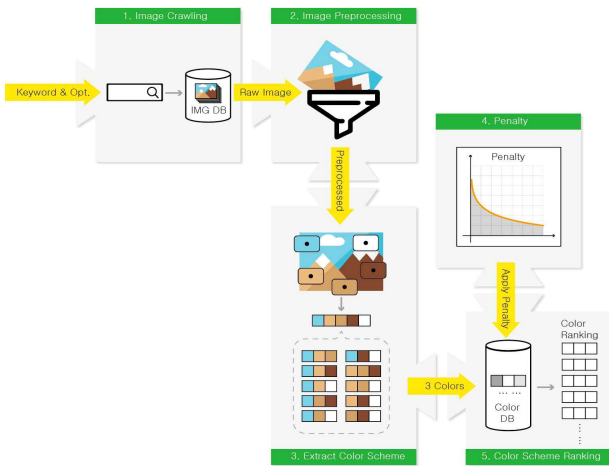 1. Image Crawling
2. Image Preprocessing
Keyword & Opt.
IMG DB
Raw Image
Preprocessed
4. Penalty
Penalty
Apply Penalty
Color
Ranking
3 Colors
... ...
Color
DB
3. Extract Color Scheme
5. Color Scheme Ranking